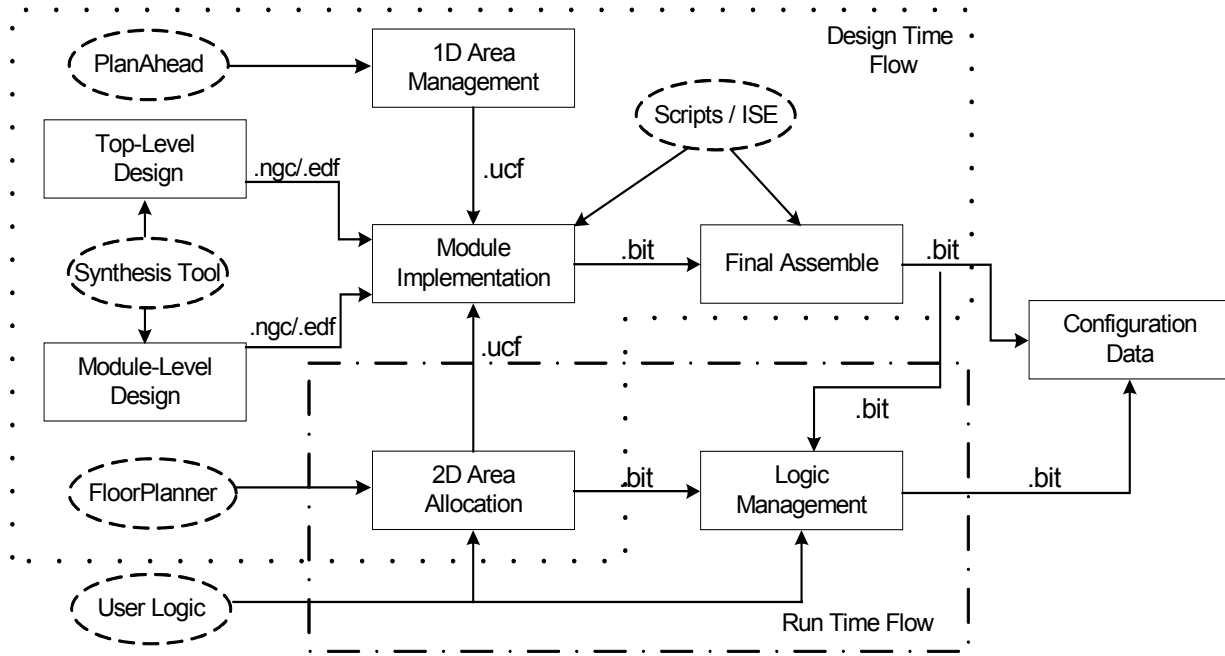 Design Time
Flow
PlanAhead
1D Area
Management
Scripts / ISE
Top-Level
Design
.ngc/.edf
.ucf
Synthesis Tool
Module
Implementation
.bit
Final Assemble
.bit
.ngc/.edf
Module-Level
Design
.ucf
Configuration
Data
.bit
FloorPlanner
2D Area
Allocation
.bit
Logic
Management
.bit
User Logic
Run Time Flow